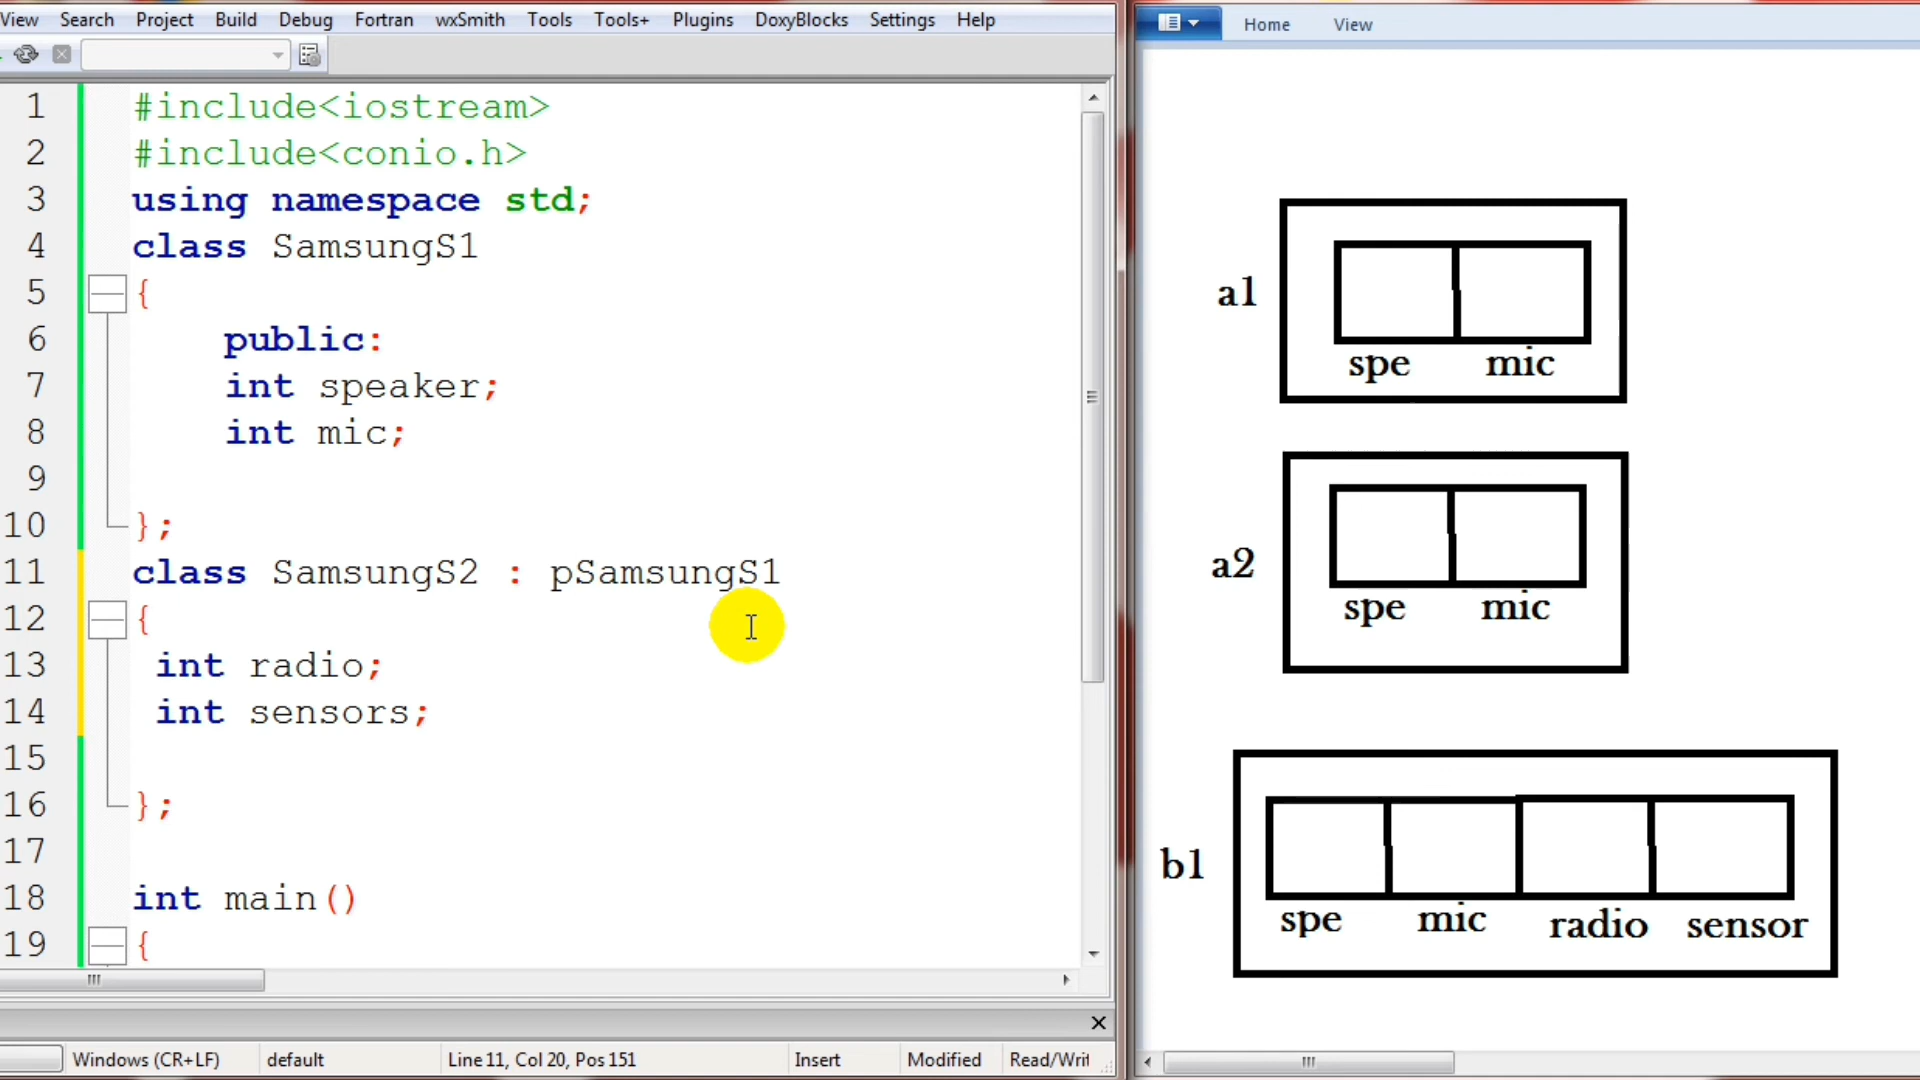 View Search Project Build Debug Fortran wxSmith Tools Tools+ Plugins DoxyBlocks Settings Help
Home View
1 #include<iostream>
2 #include<conio.h>
3 using namespace std;
4 class SamsungS1
5 {
6 public:
7 int speaker;
8 int mic;
9
10 };
11 class SamsungS2 : pSamsungS1
12 {
13 int radio;
14 int sensors;
15
16 };
17
18 int main()
19 {
a1
spe mic
a2
spe mic
b1
spe mic radio sensor
Windows (CR+LF) default Line 11, Col 20, Pos 151 Insert Modified Read/Writ